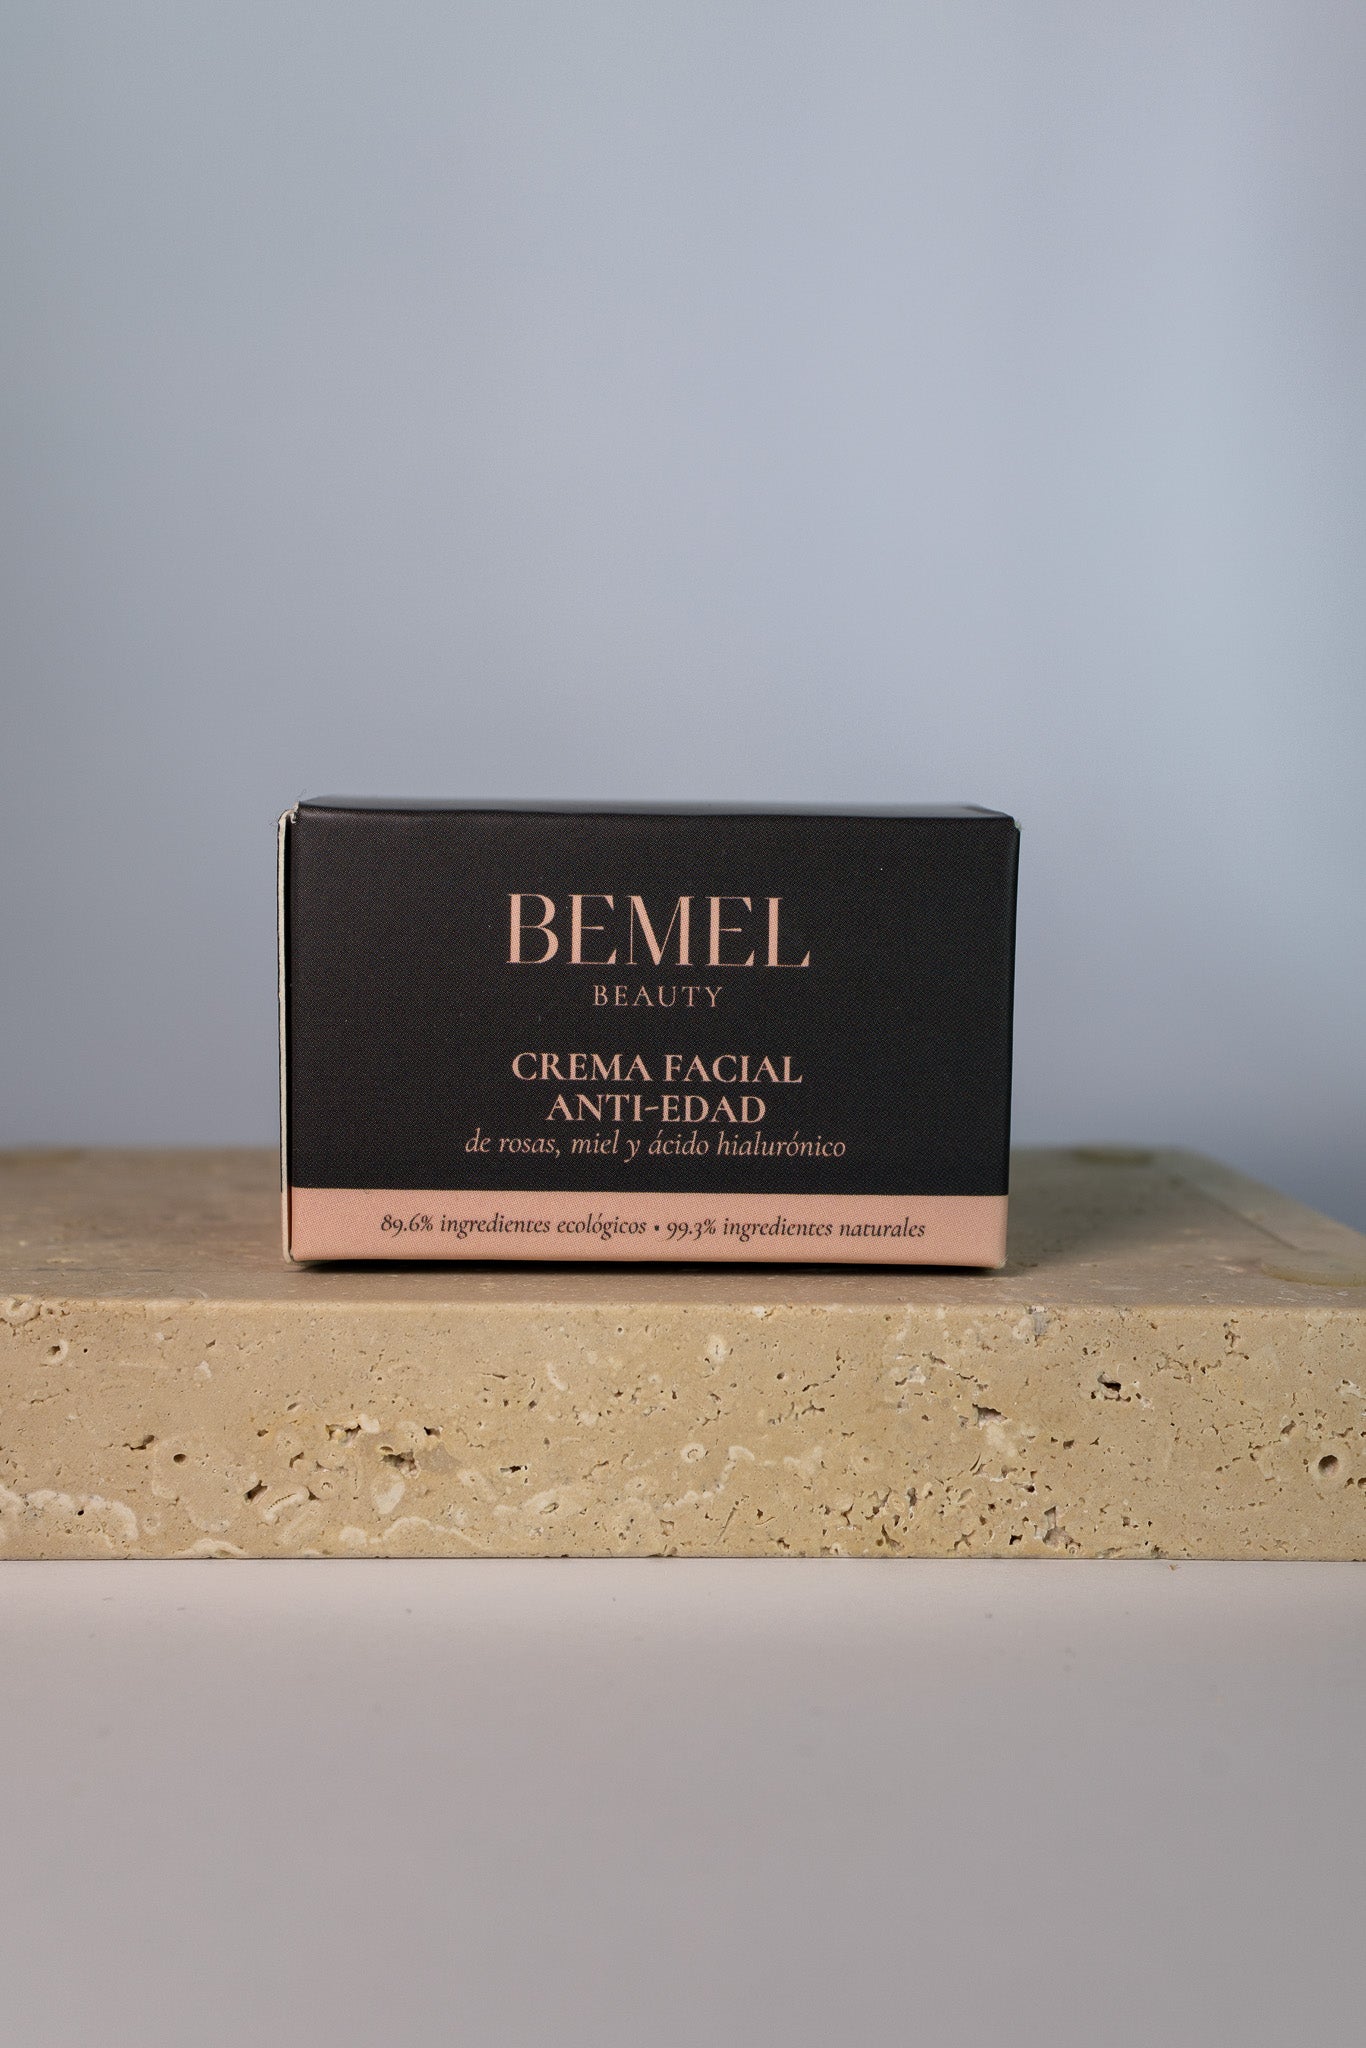 BEMEL
BEAUTY
CREMA FACIAL
ANTI-EDAD
de rosas, miel y ácido hialurónico
89.6% ingredientes ecológicos • 99.3% ingredientes naturales